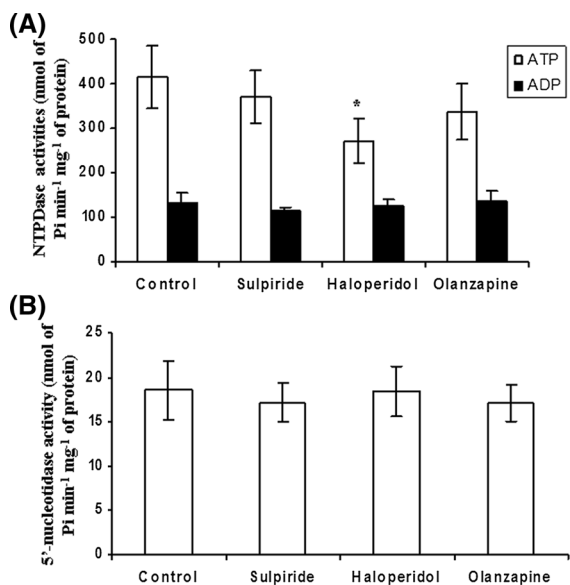 (A)
NTPDase activities (nmol of
Pi min-1 mg-1 of protein)
500
400
300
200
100
0
*
ATP
ADP
Control Sulpiride Haloperidol Olanzapine
(B)
5’-nucleotidase activity (nmol of
Pi min-1 mg-1 of protein)
25
20
15
10
5
0
Control Sulpiride Haloperidol Olanzapine